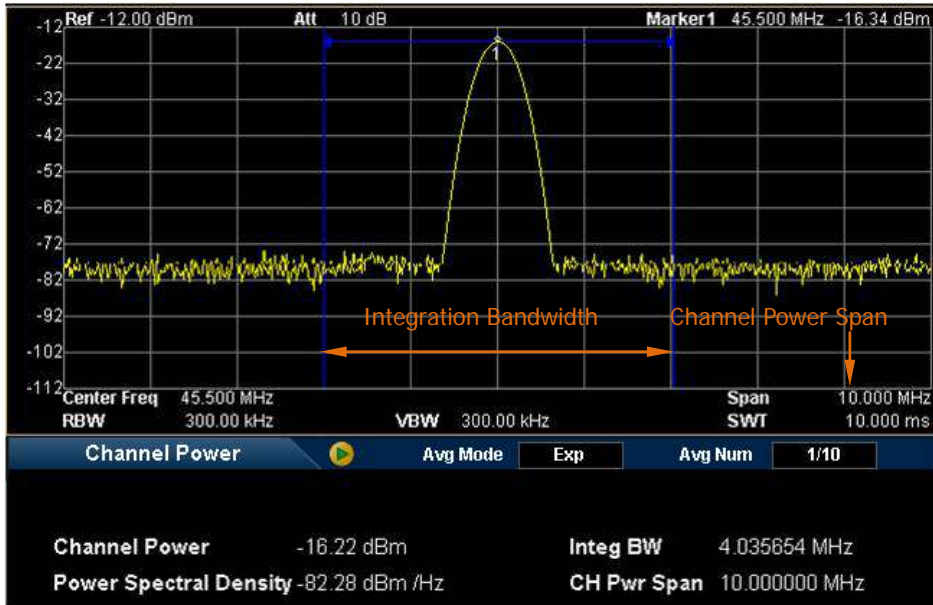 Ref -12.00 dBm Att 10 dB Marker1 45.500 MHz -16.34 dBm
-12
1
-22
-32
-42
-52
-62
-72
-82
-92
Integration Bandwidth Channel Power Span
-102
-112
Center Freq 45.500 MHz Span 10.000 MHz
RBW 300.00 kHz VBW 300.00 kHz SWT 10.000 ms
Channel Power Avg Mode Exp Avg Num 1/10
Channel Power -16.22 dBm Integ BW 4.035654 MHz
Power Spectral Density -82.28 dBm /Hz CH Pwr Span 10.000000 MHz